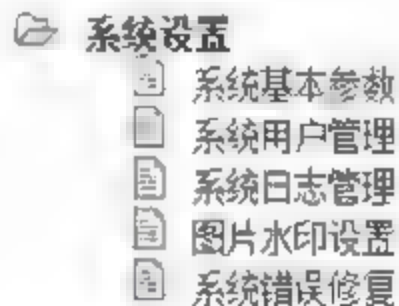 系统设置
系统基本参数
系统用户管理
系统日志管理
图片水印设置
系统错误修复